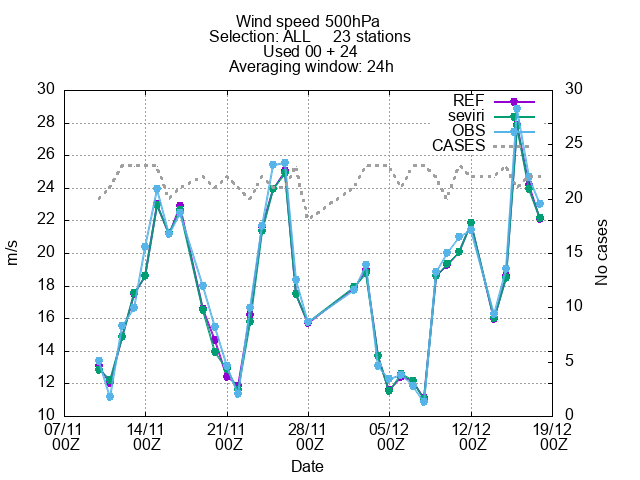 Wind speed 500hPa
Selection: ALL 23 stations
Used 00 + 24
Averaging window: 24h
30 30
REF
28
seviri
OBS 25
CASES
26
24
20
22
m/s
20 15
No cases
18
10
16
14
5
12
10 0
07/11 14/11 21/11 28/11 05/12 12/12 19/12
00Z 00Z 00Z 00Z 00Z 00Z 00Z
Date